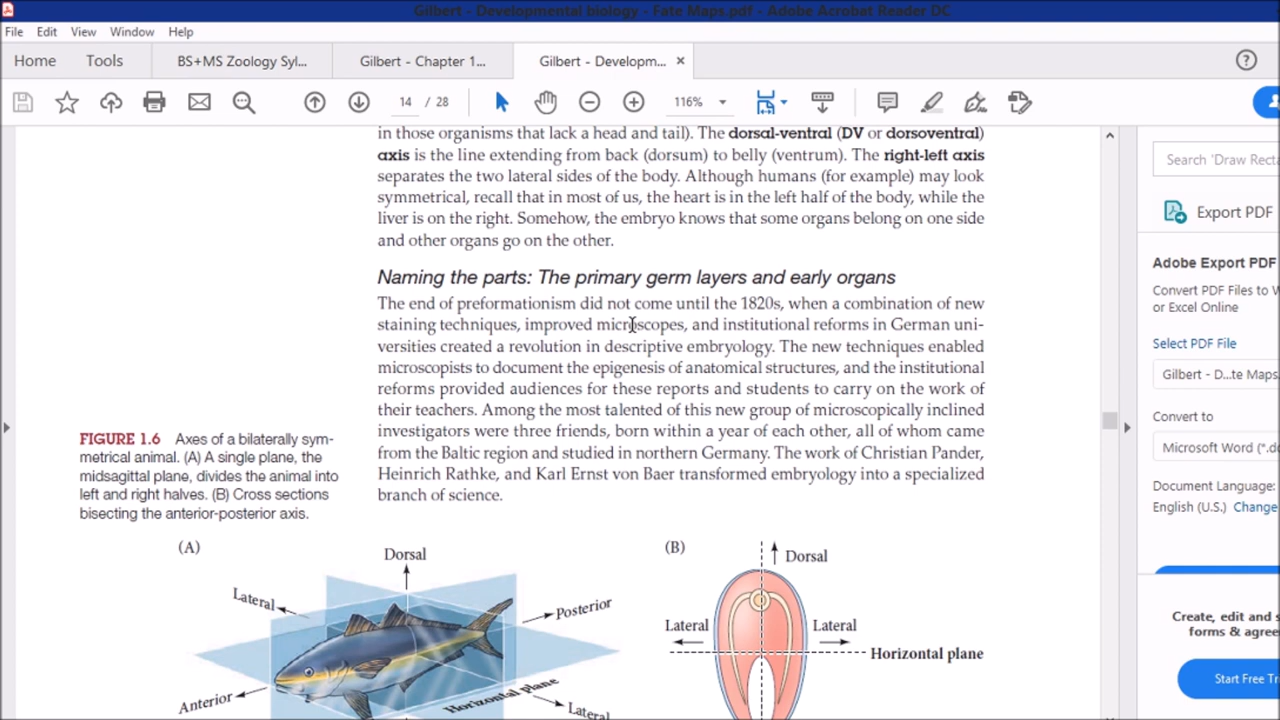 Gilbert - Developmental biology - Fate Maps.pdf - Adobe Acrobat Reader DC
File Edit View Window Help
Home Tools BS+MS Zoology Syl... Gilbert - Chapter 1... Gilbert - Developm... ×
14 / 28 116%
in those organisms that lack a head and tail). The dorsal-ventral (DV or dorsoventral)
axis is the line extending from back (dorsum) to belly (ventrum). The right-left axis
separates the two lateral sides of the body. Although humans (for example) may look
symmetrical, recall that in most of us, the heart is in the left half of the body, while the
liver is on the right. Somehow, the embryo knows that some organs belong on one side
and other organs go on the other.
Naming the parts: The primary germ layers and early organs
The end of preformationism did not come until the 1820s, when a combination of new
staining techniques, improved microscopes, and institutional reforms in German uni-
versities created a revolution in descriptive embryology. The new techniques enabled
microscopists to document the epigenesis of anatomical structures, and the institutional
reforms provided audiences for these reports and students to carry on the work of
their teachers. Among the most talented of this new group of microscopically inclined
investigators were three friends, born within a year of each other, all of whom came
from the Baltic region and studied in northern Germany. The work of Christian Pander,
Heinrich Rathke, and Karl Ernst von Baer transformed embryology into a specialized
branch of science.
FIGURE 1.6 Axes of a bilaterally sym-
metrical animal. (A) A single plane, the
midsagittal plane, divides the animal into
left and right halves. (B) Cross sections
bisecting the anterior-posterior axis.
(A)
Dorsal
Lateral
Posterior
Anterior
Horizontal plane
Lateral
(B)
Dorsal
Lateral Lateral
Horizontal plane
Search 'Draw Recta
Export PDF
Adobe Export PDF
Convert PDF Files to W
or Excel Online
Select PDF File
Gilbert - D...te Maps.
Convert to
Microsoft Word (*.do
Document Language:
English (U.S.) Change
Create, edit and s
forms & agree
Start Free Tr